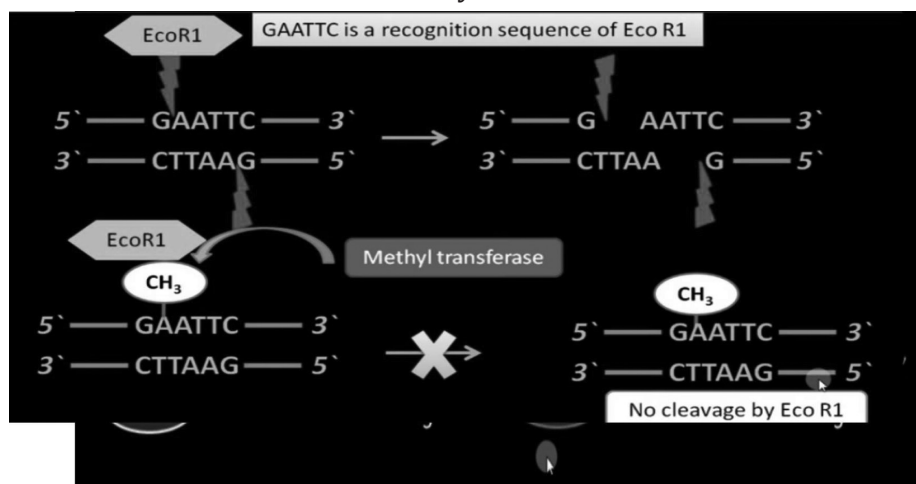 EcoR1
GAATTC is a recognition sequence of Eco R1
5` GAATTC 3`
3` CTTAAG 5`
5` G AATTC 3`
3` CTTAA G 5`
EcoR1
Methyl transferase
CH3
5` GAATTC 3`
3` CTTAAG 5`
CH3
5` GAATTC 3`
3` CTTAAG 5`
No cleavage by Eco R1